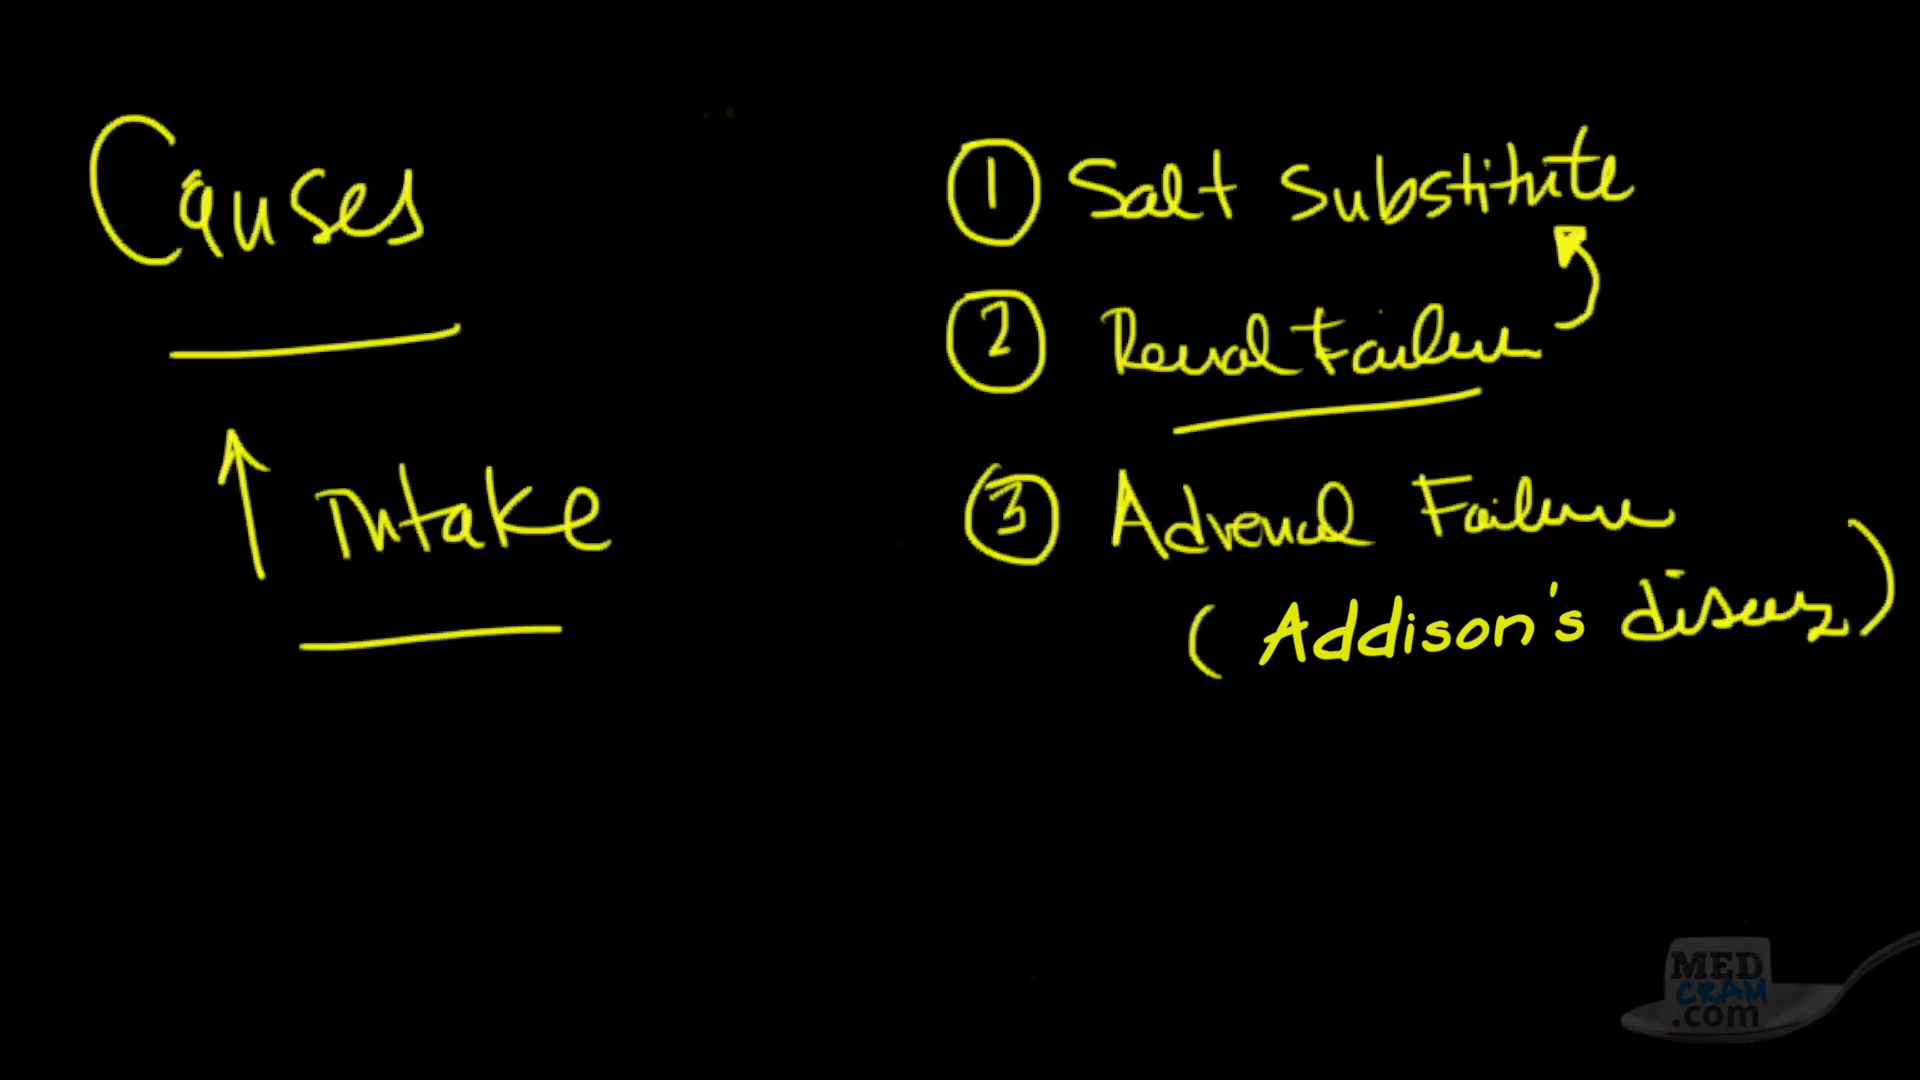 Causes
↑ Intake
① Salt Substitute
② Renal Failure
③ Adrenal Failure
(Addison's disease)
MED
CRAM
.com